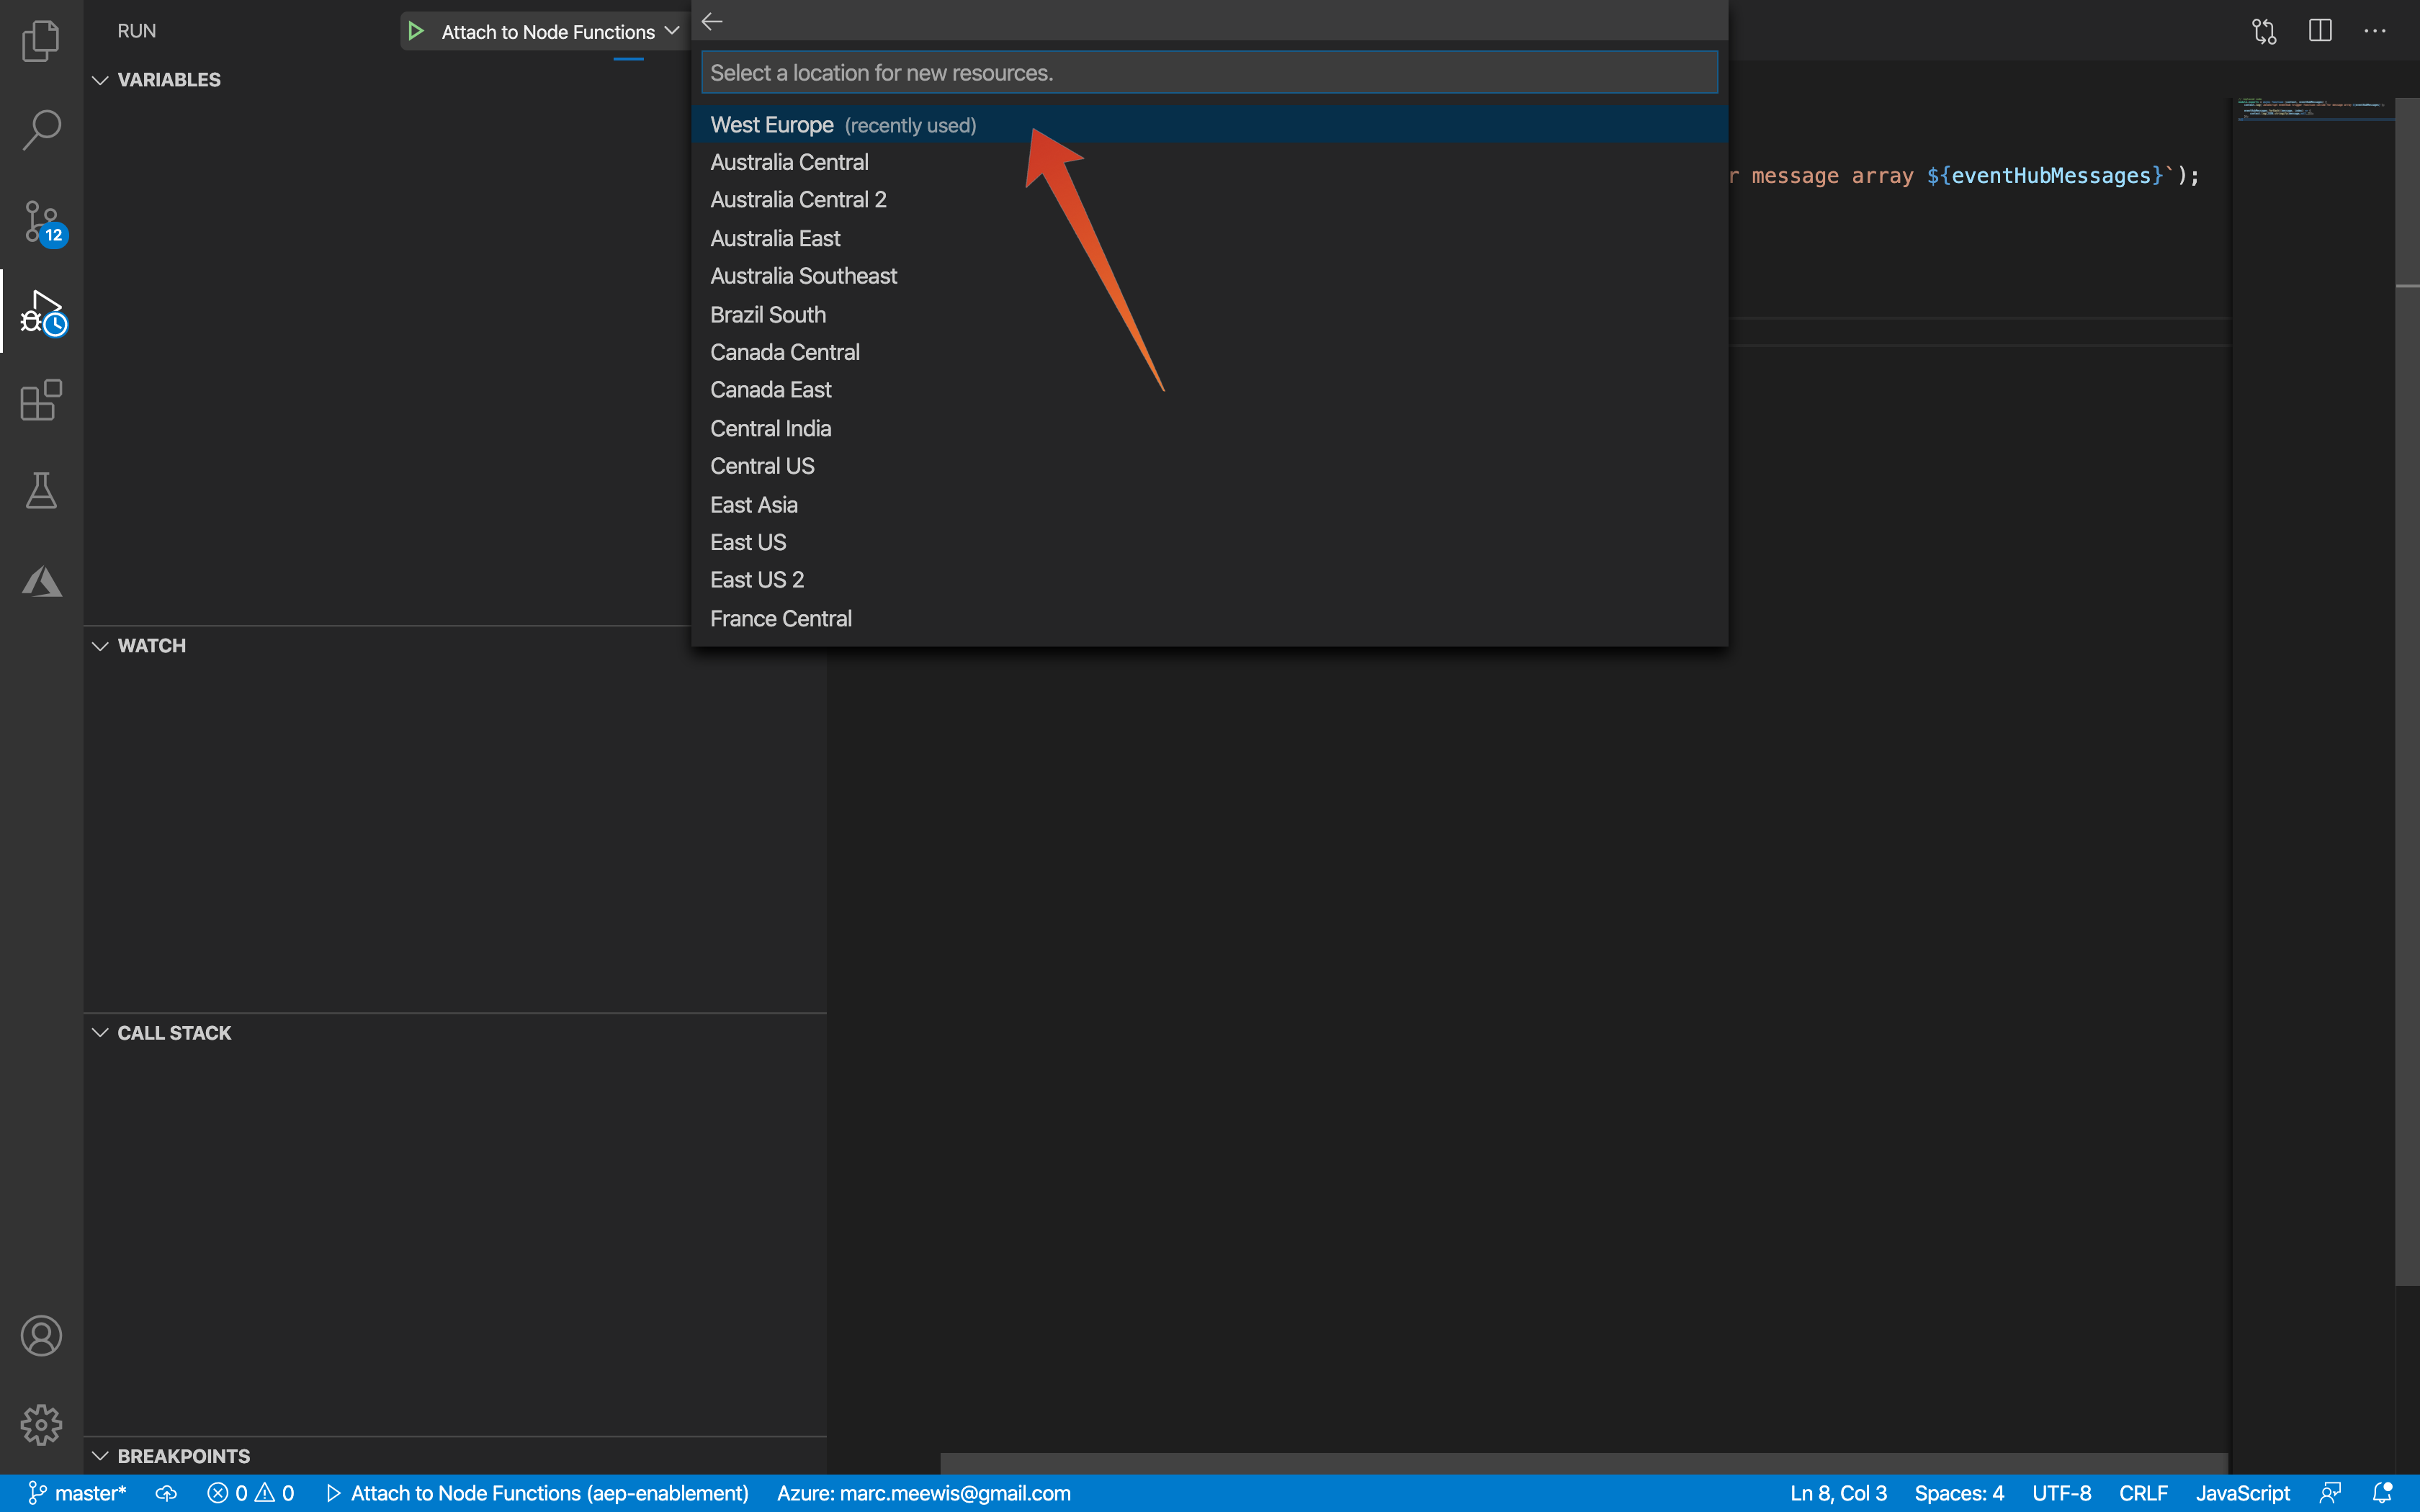 RUN
Attach to Node Functions
VARIABLES
12
WATCH
CALL STACK
BREAKPOINTS
Select a location for new resources.
West Europe (recently used)
Australia Central
Australia Central 2
Australia East
Australia Southeast
Brazil South
Canada Central
Canada East
Central India
Central US
East Asia
East US
East US 2
France Central
r message array ${eventHubMessages}`);
master* 0 0 Attach to Node Functions (aep-enablement) Azure: marc.meewis@gmail.com Ln 8, Col 3 Spaces: 4 UTF-8 CRLF JavaScript